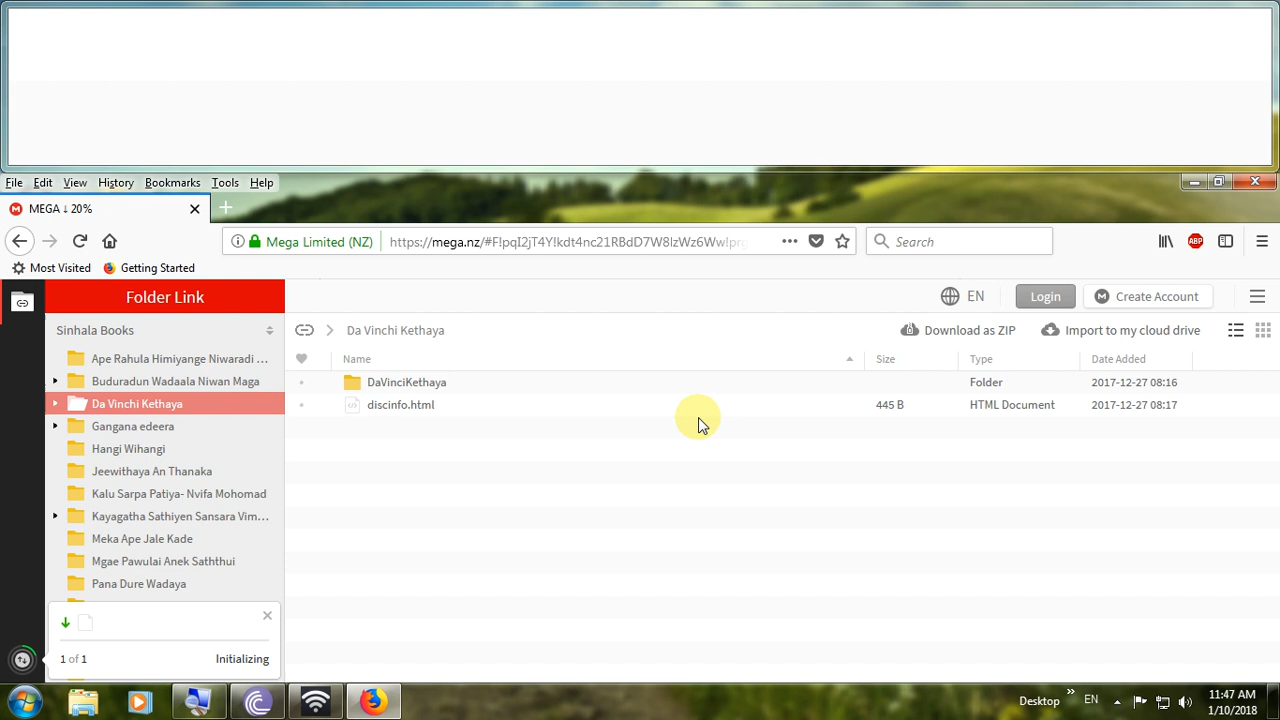 File Edit View History Bookmarks Tools Help
MEGA ↓ 20%
Mega Limited (NZ) https://mega.nz/#F!pqI2jT4Y!kdt4nc21RBdD7W8lzWz6Ww!prg Search
ABP
Most Visited Getting Started
Folder Link EN Login Create Account
Sinhala Books Da Vinchi Kethaya Download as ZIP Import to my cloud drive
Ape Rahula Himiyange Niwaradi ... Name Size Type Date Added
Buduradun Wadaala Niwan Maga DaVinciKethaya Folder 2017-12-27 08:16
Da Vinchi Kethaya discinfo.html 445 B HTML Document 2017-12-27 08:17
Gangana edeera
Hangi Wihangi
Jeewithaya An Thanaka
Kalu Sarpa Patiya- Nvifa Mohomad
Kayagatha Sathiyen Sansara Vim...
Meka Ape Jale Kade
Mgae Pawulai Anek Saththui
Pana Dure Wadaya
1 of 1 Initializing
Desktop EN 11:47 AM
1/10/2018